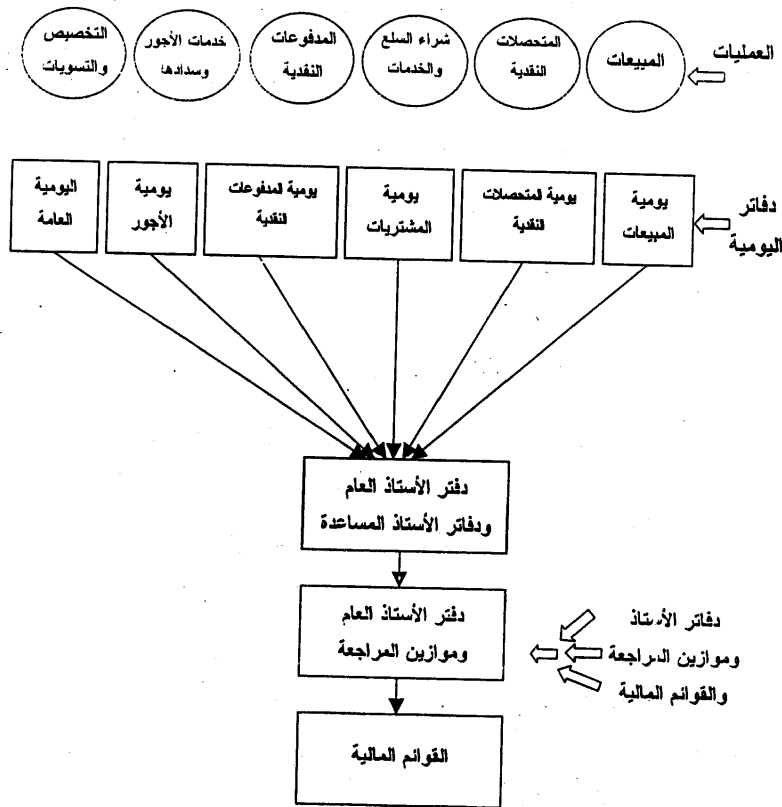 العمليات
المبيعات
المتحصلات
النقدية
شراء السلع
والخدمات
المدفوعات
النقدية
خدمات الأجور
وسدادها
التخصيص
والتسويات
دفاتر
اليومية
يومية
المبيعات
يومية المتحصلات
النقدية
يومية
المشتريات
يومية المدفوعات
النقدية
يومية
الأجور
اليومية
العامة
دفتر الأستاذ العام
ودفاتر الأستاذ المساعدة
دفتر الأستاذ العام
وموازين المراجعة
دفاتر الأستاذ
وموازين المراجعة
والقوائم المالية
القوائم المالية